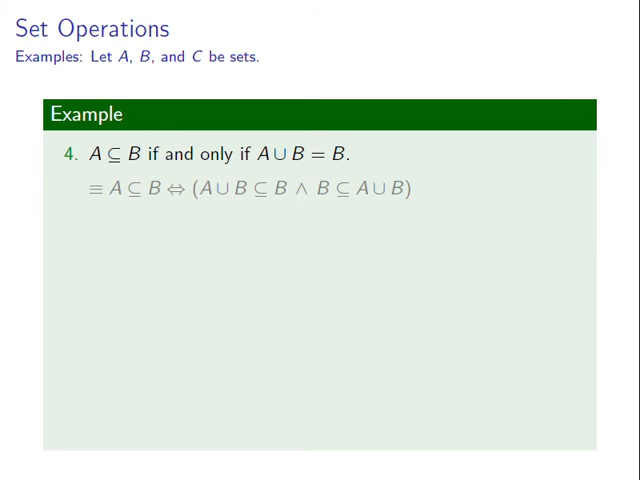 Set Operations
Examples: Let A, B, and C be sets.
Example
4. A ⊆ B if and only if A ∪ B = B.
≡ A ⊆ B ⇔ (A ∪ B ⊆ B ∧ B ⊆ A ∪ B)